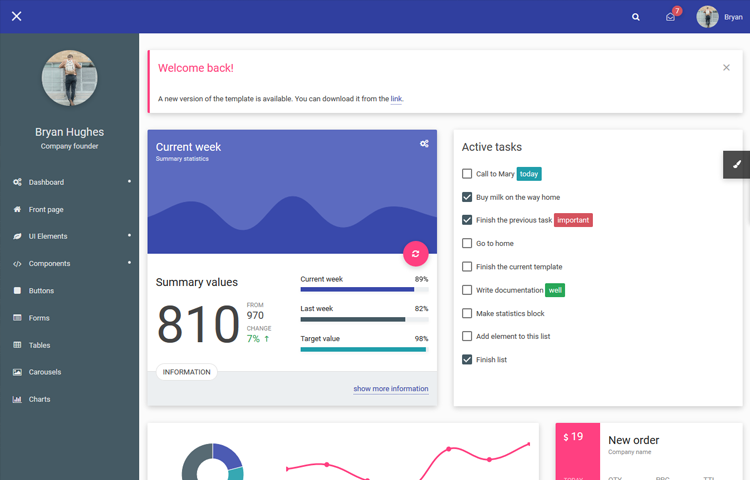 7
Bryan
Bryan Hughes
Company founder
Dashboard
Front page
UI Elements
Components
Buttons
Forms
Tables
Carousels
Charts
Welcome back!
A new version of the template is available. You can download it from the link.
Current week
Summary statistics
Summary values
810
FROM
970
CHANGE
7% ↑
Current week 89%
Last week 82%
Target value 98%
INFORMATION
show more information
Active tasks
Call to Mary today
Buy milk on the way home
Finish the previous task important
Go to home
Finish the current template
Write documentation well
Make statistics block
Add element to this list
Finish list
$ 19
New order
Company name